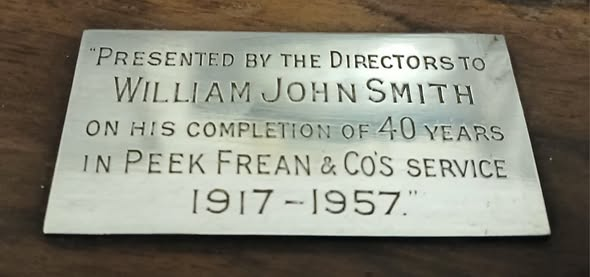 "PRESENTED BY THE DIRECTORS TO
WILLIAM JOHN SMITH
ON HIS COMPLETION OF 40 YEARS
IN PEEK FREAN & CO'S SERVICE
1917-1957."